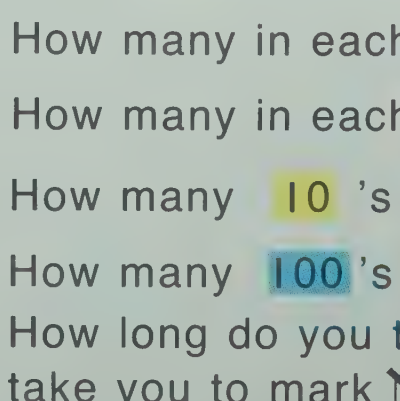 How many in each
How many in each
How many 10 's
How many 100 's
How long do you
take you to mark